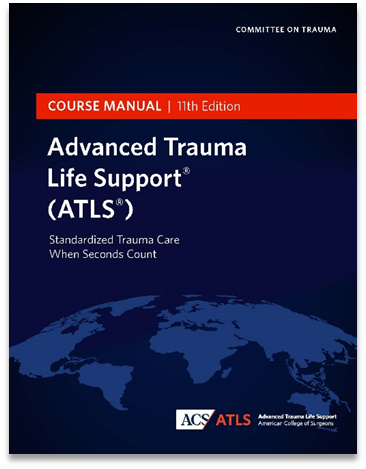 COMMITTEE ON TRAUMA
COURSE MANUAL | 11th Edition
Advanced Trauma
Life Support®
(ATLS®)
Standardized Trauma Care
When Seconds Count
ACS ATLS
Advanced Trauma Life Support
American College of Surgeons